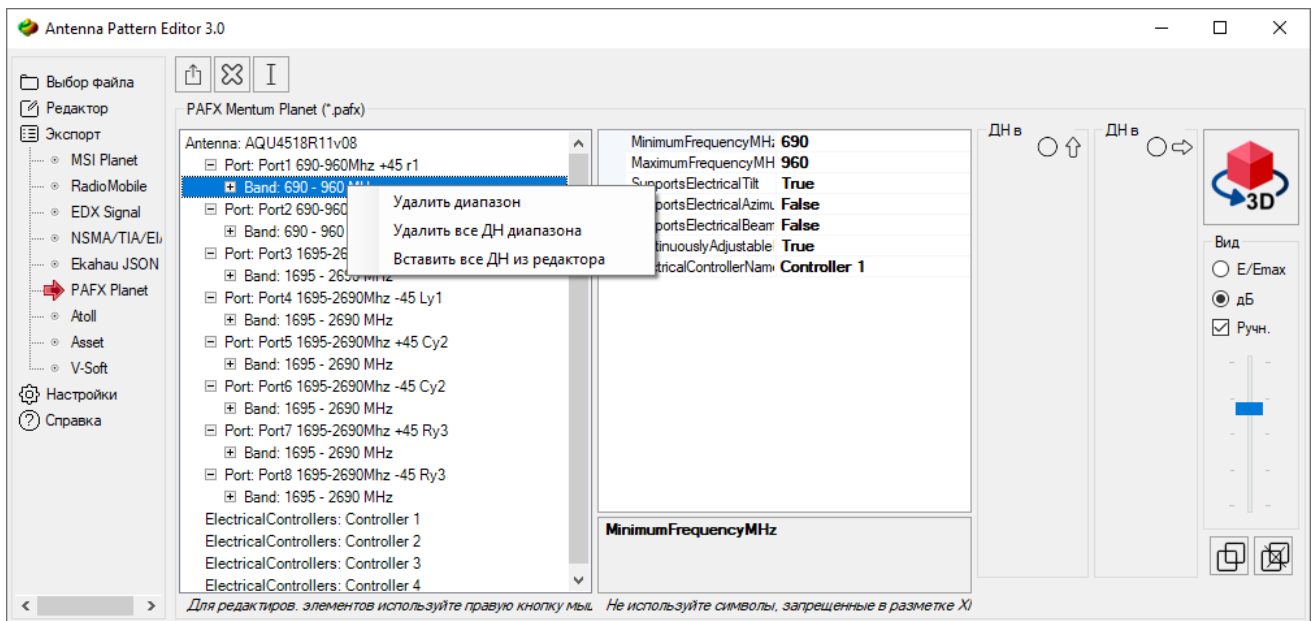 Antenna Pattern Editor 3.0
Выбор файла
Редактор
Экспорт
MSI Planet
RadioMobile
EDX Signal
NSMA/TIA/EI
Ekahau JSON
PAFX Planet
Atoll
Asset
V-Soft
Настройки
Справка
PAFX Mentum Planet (*.pafx)
Antenna: AQU4518R11v08
Port: Port1 690-960Mhz +45 r1
Band: 690 - 960 MHz
Port: Port2 690-960
Band: 690 - 960
Port: Port3 1695-26
Band: 1695 - 2690 MHz
Port: Port4 1695-2690Mhz -45 Ly1
Band: 1695 - 2690 MHz
Port: Port5 1695-2690Mhz +45 Cy2
Band: 1695 - 2690 MHz
Port: Port6 1695-2690Mhz -45 Cy2
Band: 1695 - 2690 MHz
Port: Port7 1695-2690Mhz +45 Ry3
Band: 1695 - 2690 MHz
Port: Port8 1695-2690Mhz -45 Ry3
Band: 1695 - 2690 MHz
ElectricalControllers: Controller 1
ElectricalControllers: Controller 2
ElectricalControllers: Controller 3
ElectricalControllers: Controller 4
Удалить диапазон
Удалить все ДН диапазона
Вставить все ДН из редактора
MinimumFrequencyMHz 690
MaximumFrequencyMH 960
SupportsElectricalTilt True
portsElectricalAzimu False
portsElectricalBeam False
tinuouslyAdjustable True
ctricalControllerName Controller 1
MinimumFrequencyMHz
Для редактиров. элементов используйте правую кнопку мыш
Не используйте символы, запрещенные в разметке XI
ДН в
ДН в
3D
Вид
E/Emax
дБ
Ручн.